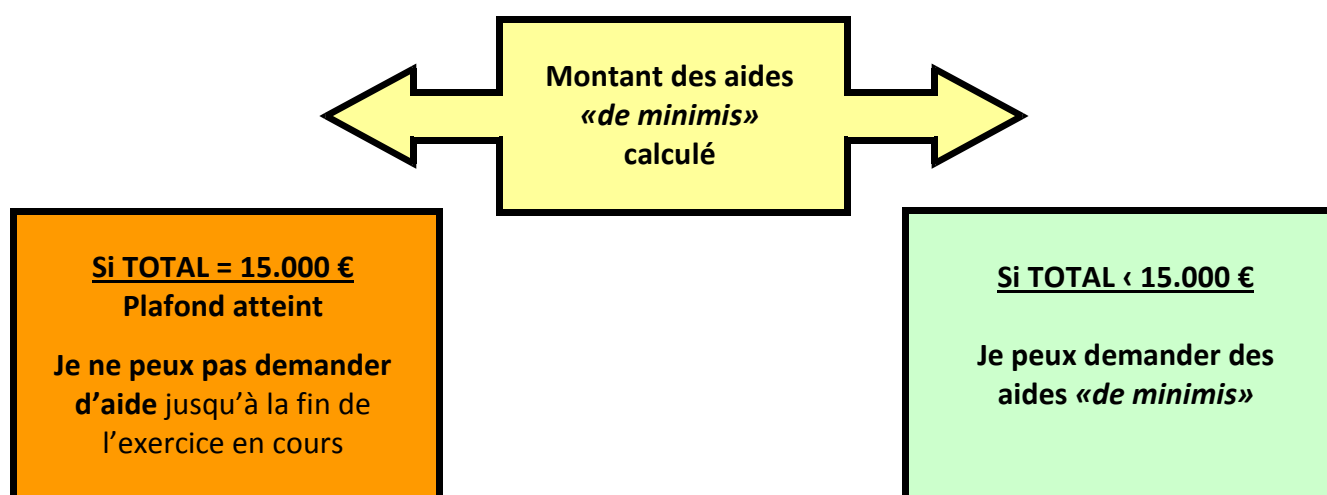 Montant des aides
«de minimis»
calculé
Si TOTAL = 15.000 €
Plafond atteint
Je ne peux pas demander
d’aide jusqu’à la fin de
l’exercice en cours
Si TOTAL ‹ 15.000 €
Je peux demander des
aides «de minimis»